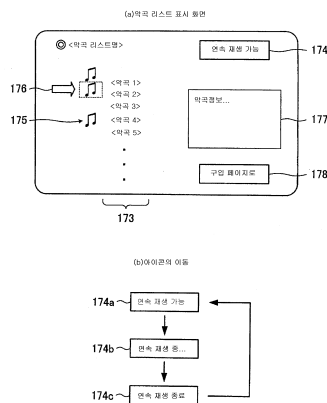 (a)악곡 리스트 표시 화면
◎ <악곡 리스트명>
연속 재생 가능
174
176
<악곡 1>
<악곡 2>
<악곡 3>
175
<악곡 4>
<악곡 5>
악곡정보...
177
구입 페이지로
178
173
(b)아이콘의 이동
174a
연속 재생 가능
174b
연속 재생 중...
174c
연속 재생 종료